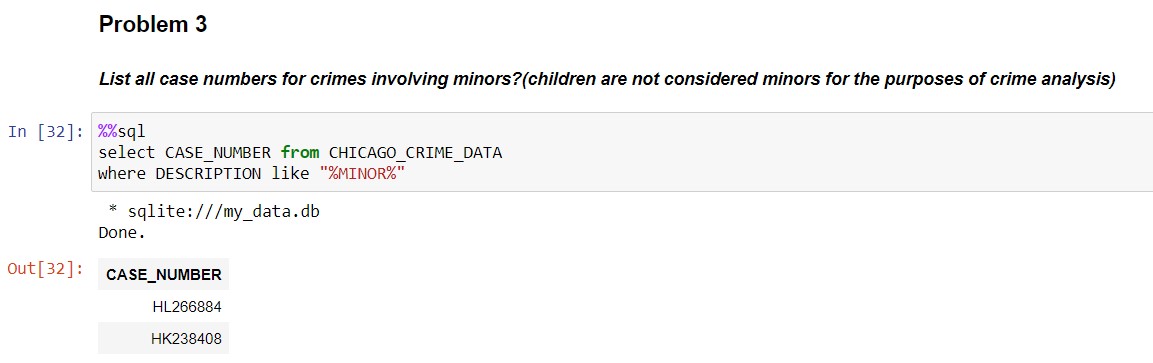 Problem 3
List all case numbers for crimes involving minors?(children are not considered minors for the purposes of crime analysis)
In [32]: %%sql
select CASE_NUMBER from CHICAGO_CRIME_DATA
where DESCRIPTION like "%MINOR%"
* sqlite:///my_data.db
Done.
Out[32]: CASE_NUMBER
HL266884
HK238408